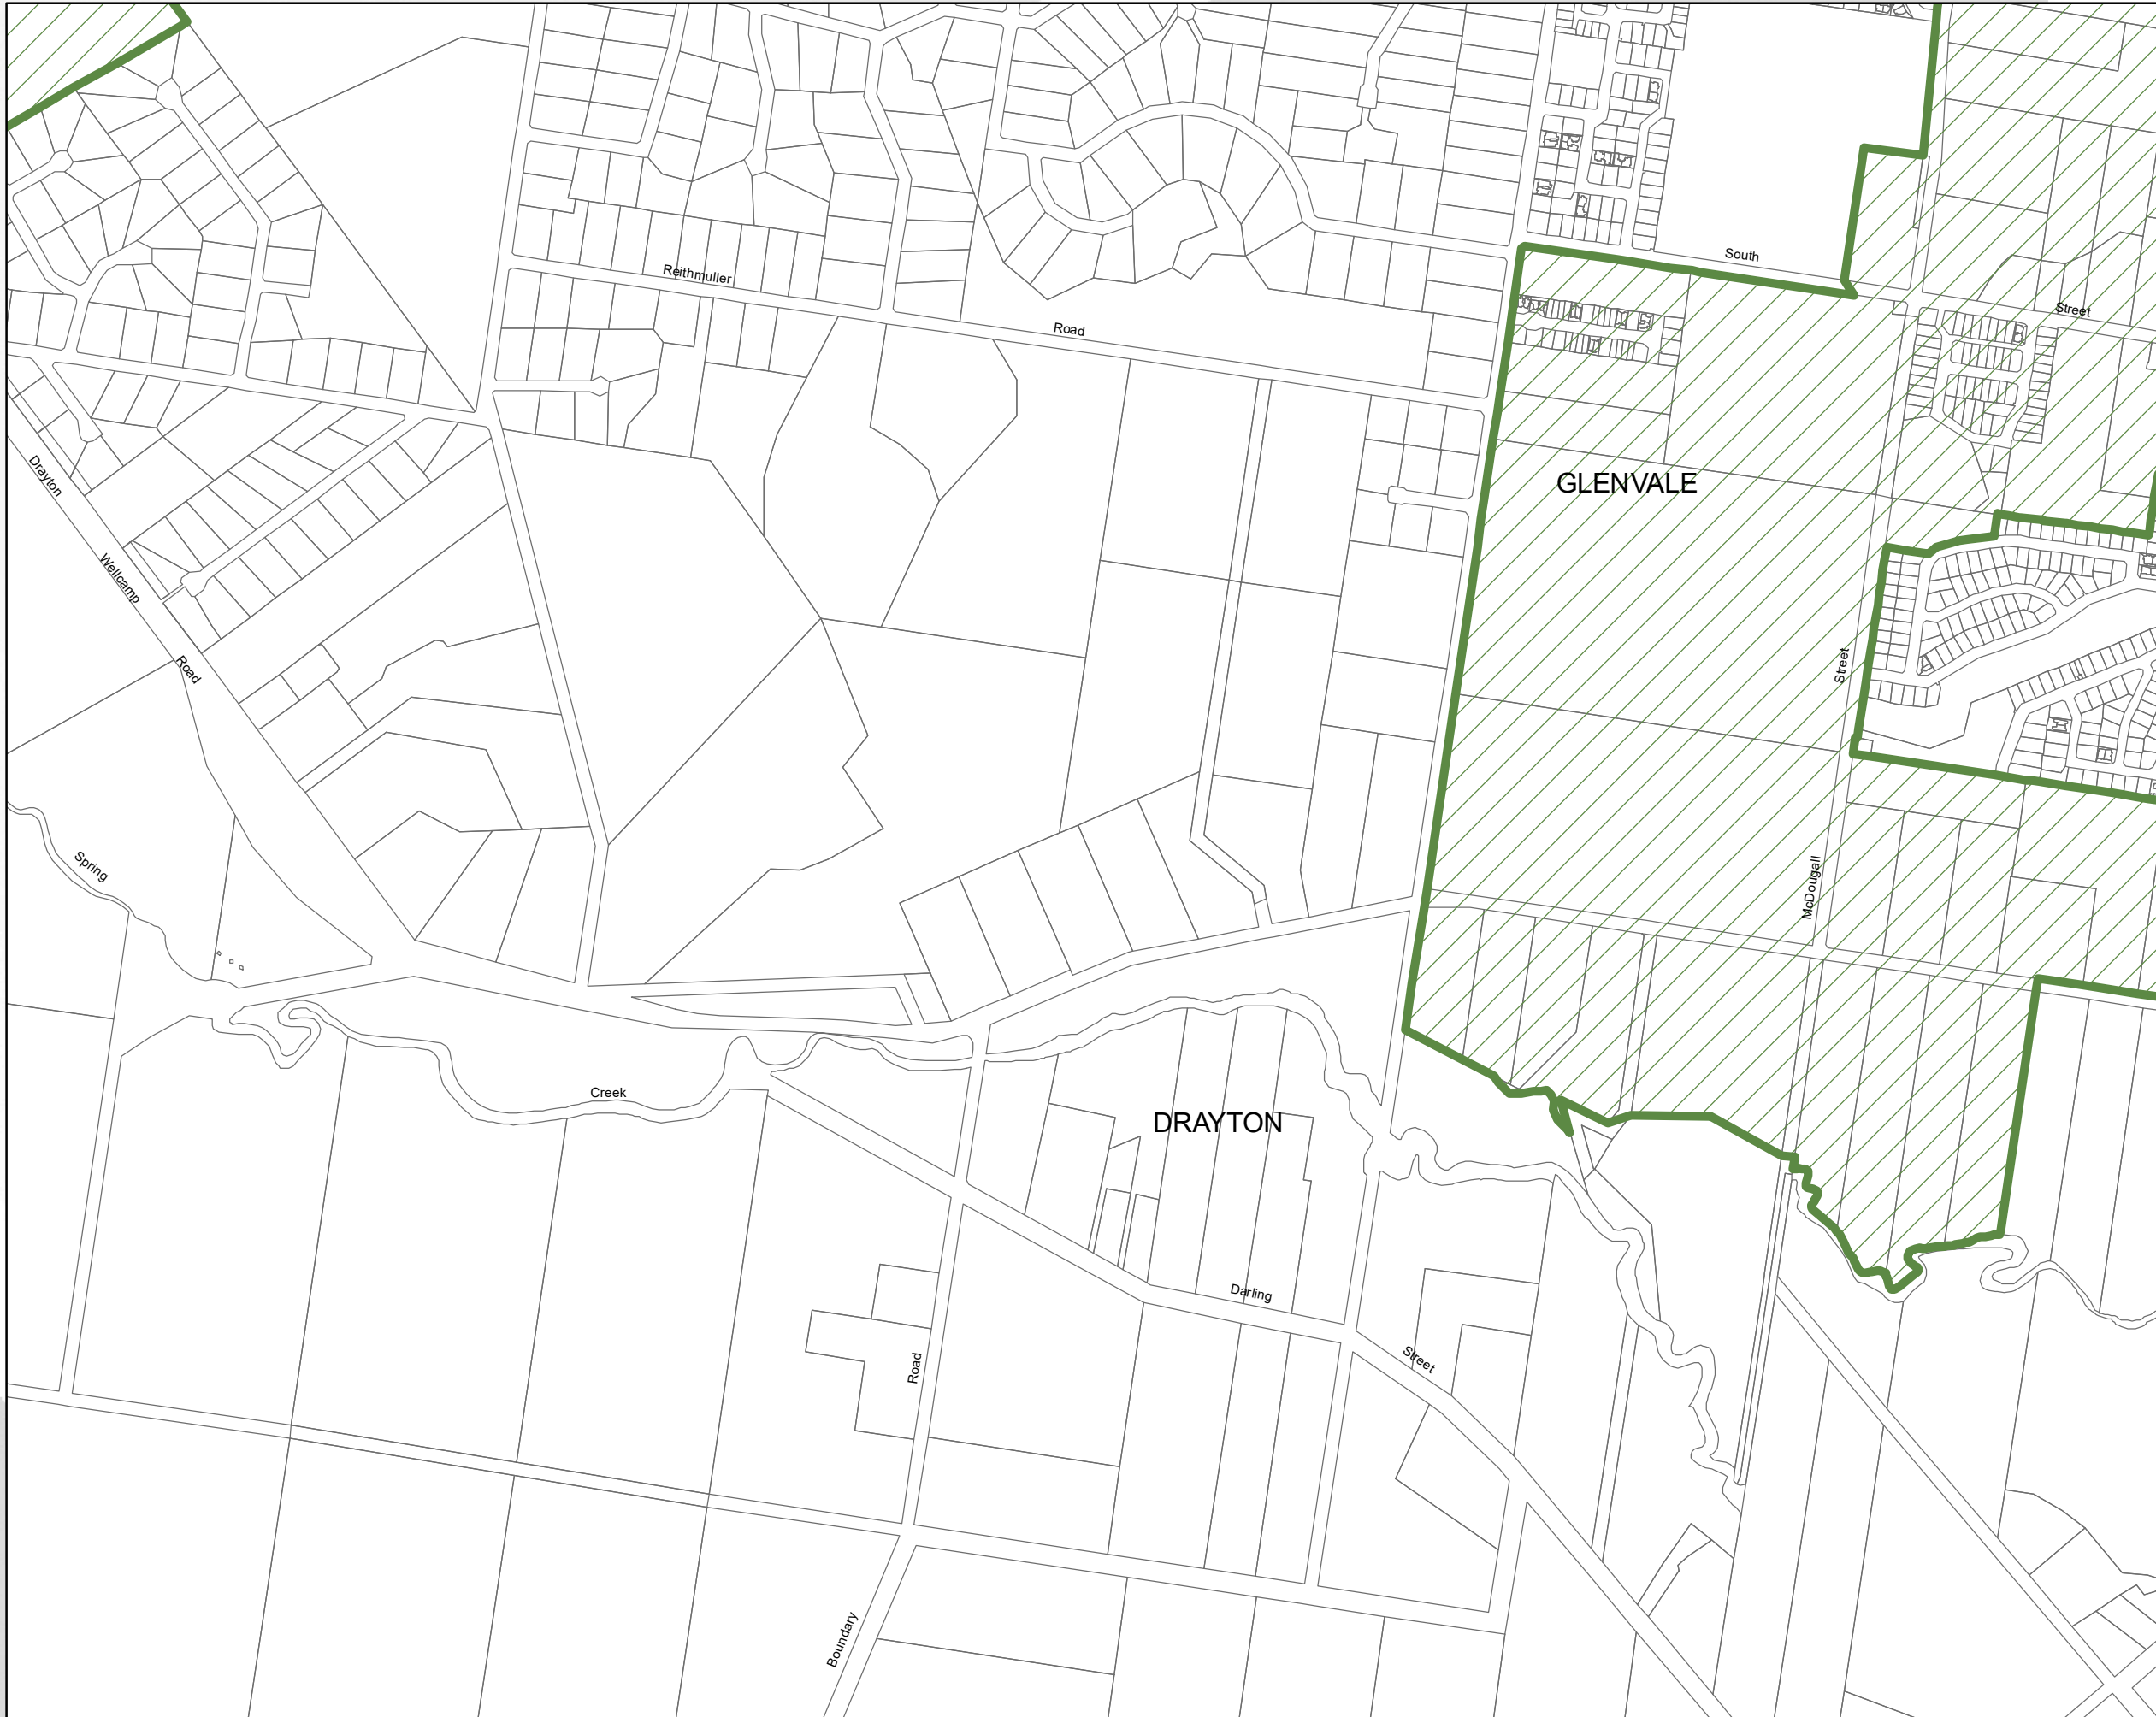 South
Reithmuller
Street
Road
Drayton
GLENVALE
Wellcamp
Road
Street
Spring
McDougall
Creek
DRAYTON
Darling
Street
Road
Boundary